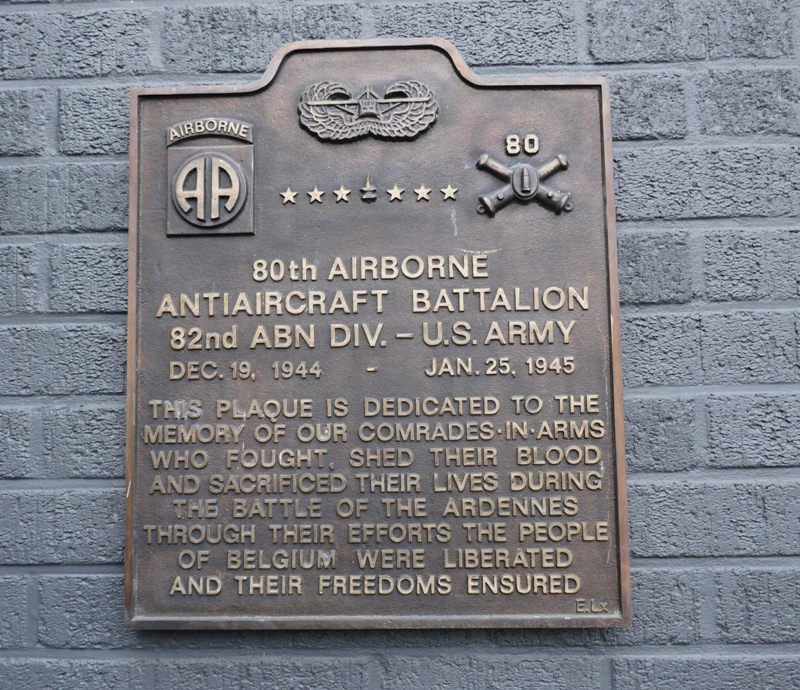 AIRBORNE
AA
80
80th AIRBORNE
ANTIAIRCRAFT BATTALION
82nd ABN DIV. – U.S. ARMY
DEC. 19, 1944 - JAN. 25, 1945
THIS PLAQUE IS DEDICATED TO THE
MEMORY OF OUR COMRADES-IN-ARMS
WHO FOUGHT, SHED THEIR BLOOD
AND SACRIFICED THEIR LIVES DURING
THE BATTLE OF THE ARDENNES
THROUGH THEIR EFFORTS THE PEOPLE
OF BELGIUM WERE LIBERATED
AND THEIR FREEDOMS ENSURED
E.Lx